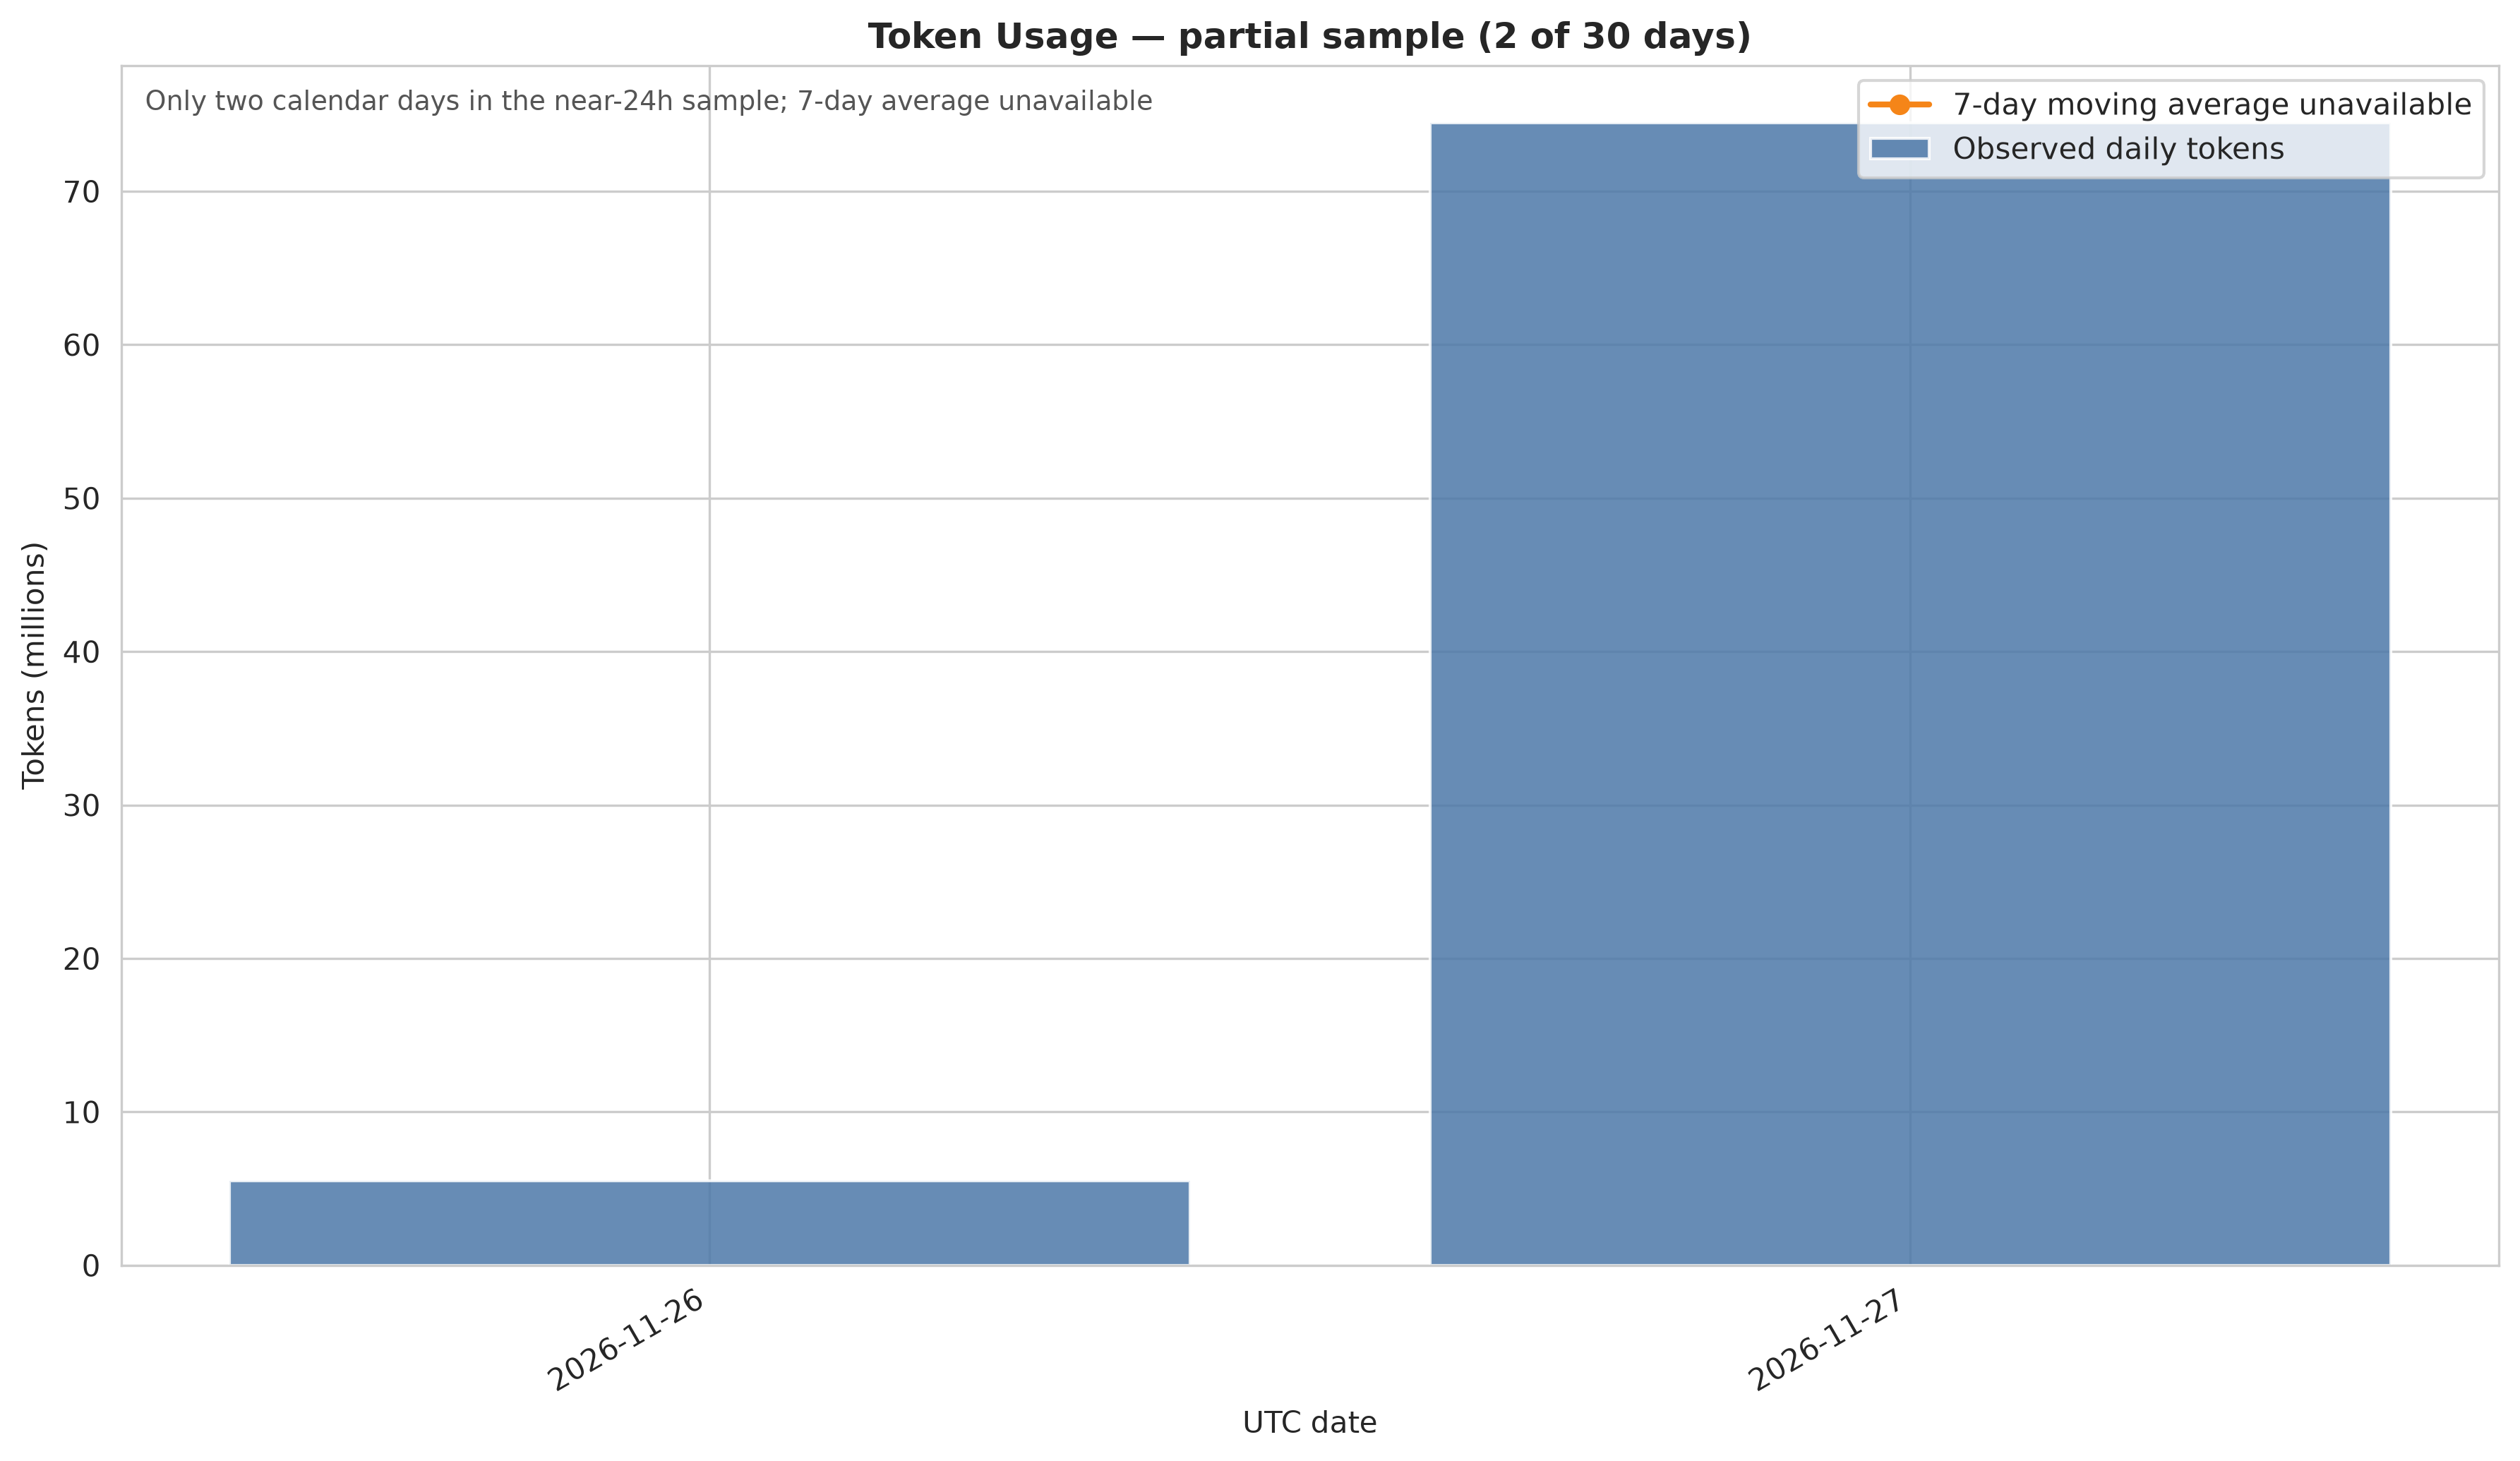 Token Usage — partial sample (2 of 30 days)
Only two calendar days in the near-24h sample; 7-day average unavailable
7-day moving average unavailable
Observed daily tokens
Tokens (millions)
70
60
50
40
30
20
10
0
2026-11-26
2026-11-27
UTC date